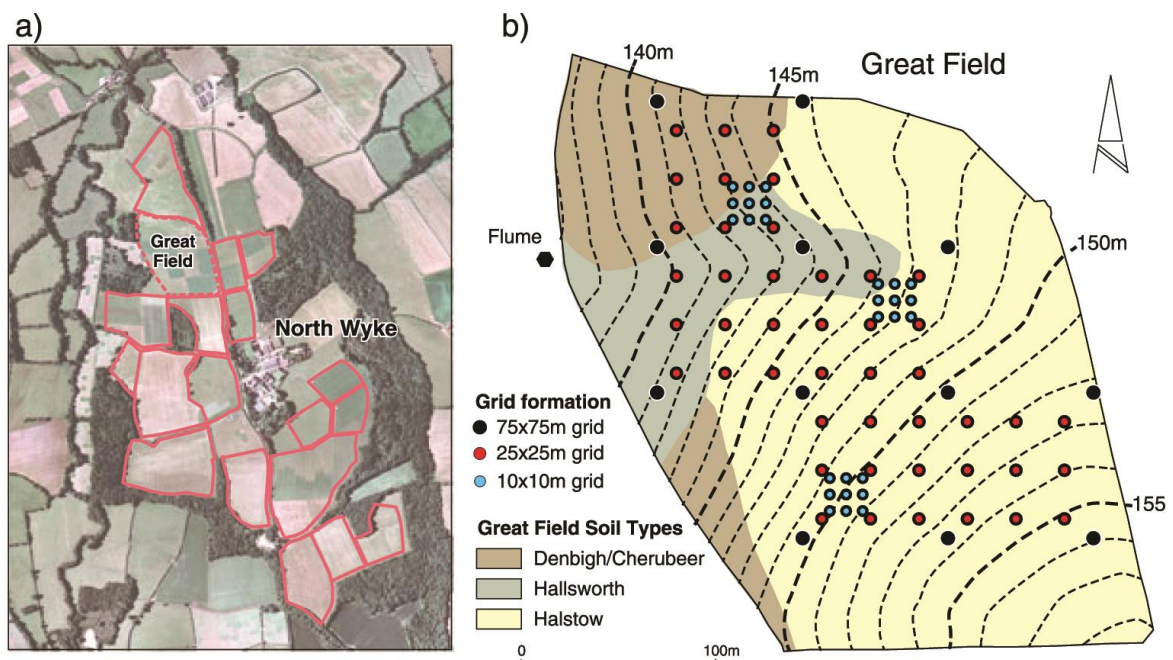 a)
Great
Field
North Wyke
b)
140m
145m
Great Field
N
Flume
150m
155
Grid formation
75x75m grid
25x25m grid
10x10m grid
Great Field Soil Types
Denbigh/Cherubeer
Hallsworth
Halstow
0
100m